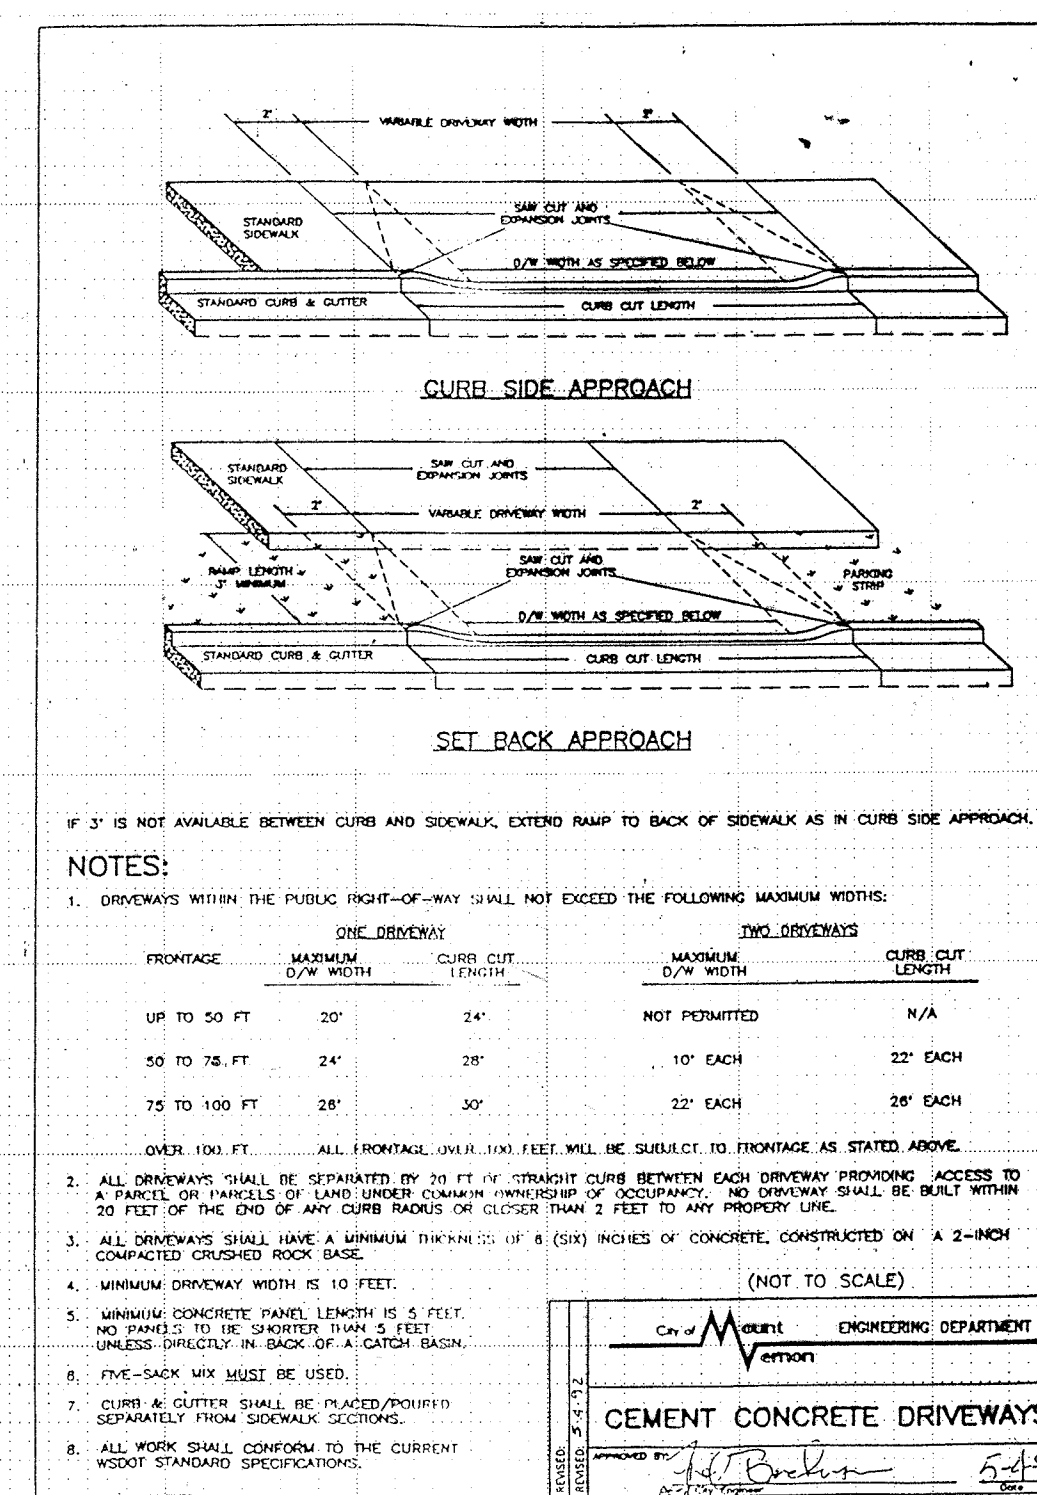 2' VARIABLE DRIVEWAY WIDTH 2'
SAW CUT AND
EXPANSION JOINTS
STANDARD
SIDEWALK
D/W WIDTH AS SPECIFIED BELOW
STANDARD CURB & GUTTER
CURB CUT LENGTH
CURB SIDE APPROACH
STANDARD
SIDEWALK
SAW CUT AND
EXPANSION JOINTS
2' VARIABLE DRIVEWAY WIDTH 2'
RAMP LENGTH
3' MINIMUM
SAW CUT AND
EXPANSION JOINTS
PARKING
STRIP
D/W WIDTH AS SPECIFIED BELOW
STANDARD CURB & GUTTER
CURB CUT LENGTH
SET BACK APPROACH
IF 3' IS NOT AVAILABLE BETWEEN CURB AND SIDEWALK, EXTEND RAMP TO BACK OF SIDEWALK AS IN CURB SIDE APPROACH.
NOTES:
1. DRIVEWAYS WITHIN THE PUBLIC RIGHT-OF-WAY SHALL NOT EXCEED THE FOLLOWING MAXIMUM WIDTHS:
ONE DRIVEWAY TWO DRIVEWAYS
FRONTAGE MAXIMUM CURB CUT MAXIMUM CURB CUT
D/W WIDTH LENGTH D/W WIDTH LENGTH
UP TO 50 FT 20' 24' NOT PERMITTED N/A
50 TO 75 FT 24' 28' 10' EACH 22' EACH
75 TO 100 FT 26' 30' 22' EACH 26' EACH
OVER 100 FT ALL FRONTAGE OVER 100 FEET WILL BE SUBJECT TO FRONTAGE AS STATED ABOVE.
2. ALL DRIVEWAYS SHALL BE SEPARATED BY 20 FT OF STRAIGHT CURB BETWEEN EACH DRIVEWAY PROVIDING ACCESS TO
A PARCEL OR PARCELS OF LAND UNDER COMMON OWNERSHIP OF OCCUPANCY. NO DRIVEWAY SHALL BE BUILT WITHIN
20 FEET OF THE END OF ANY CURB RADIUS OR CLOSER THAN 2 FEET TO ANY PROPERY LINE.
3. ALL DRIVEWAYS SHALL HAVE A MINIMUM THICKNESS OF 6 (SIX) INCHES OF CONCRETE, CONSTRUCTED ON A 2-INCH
COMPACTED CRUSHED ROCK BASE.
4. MINIMUM DRIVEWAY WIDTH IS 10 FEET.
(NOT TO SCALE)
5. MINIMUM CONCRETE PANEL LENGTH IS 5 FEET.
NO PANELS TO BE SHORTER THAN 5 FEET
UNLESS DIRECTLY IN BACK OF A CATCH BASIN.
6. FIVE-SACK MIX MUST BE USED.
7. CURB & GUTTER SHALL BE PLACED/POURED
SEPARATELY FROM SIDEWALK SECTIONS.
8. ALL WORK SHALL CONFORM TO THE CURRENT
WSDOT STANDARD SPECIFICATIONS.
City of Mount Vernon ENGINEERING DEPARTMENT
CEMENT CONCRETE DRIVEWAYS
REVISED:
REVISED: 5-4-92
APPROVED BY:
City Engineer
Date